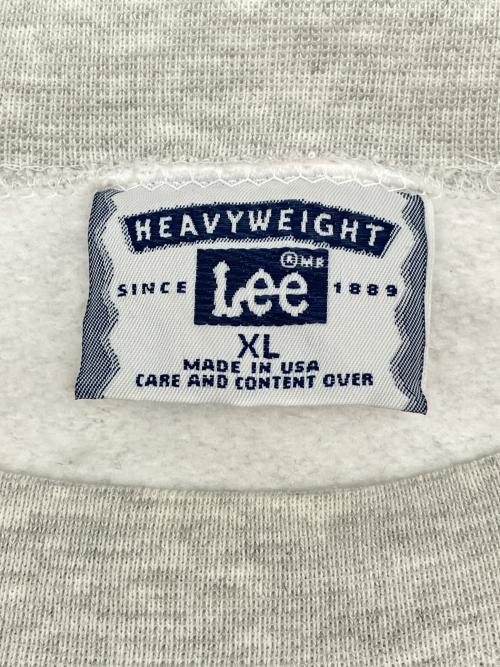 HEAVYWEIGHT
®MR
SINCE Lee 1889
XL
MADE IN USA
CARE AND CONTENT OVER